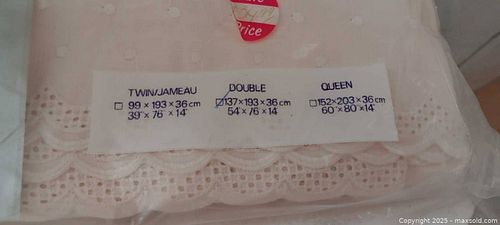 Price
TWIN/JAMEAU DOUBLE QUEEN
☐ 99 x 193 x 36 cm ☑ 137 x 193 x 36 cm ☐ 152 x 203 x 36 cm
39" x 76" x 14" 54" x 76" x 14 60" x 80" x 14"
Copyright 2025 - maxsold.com